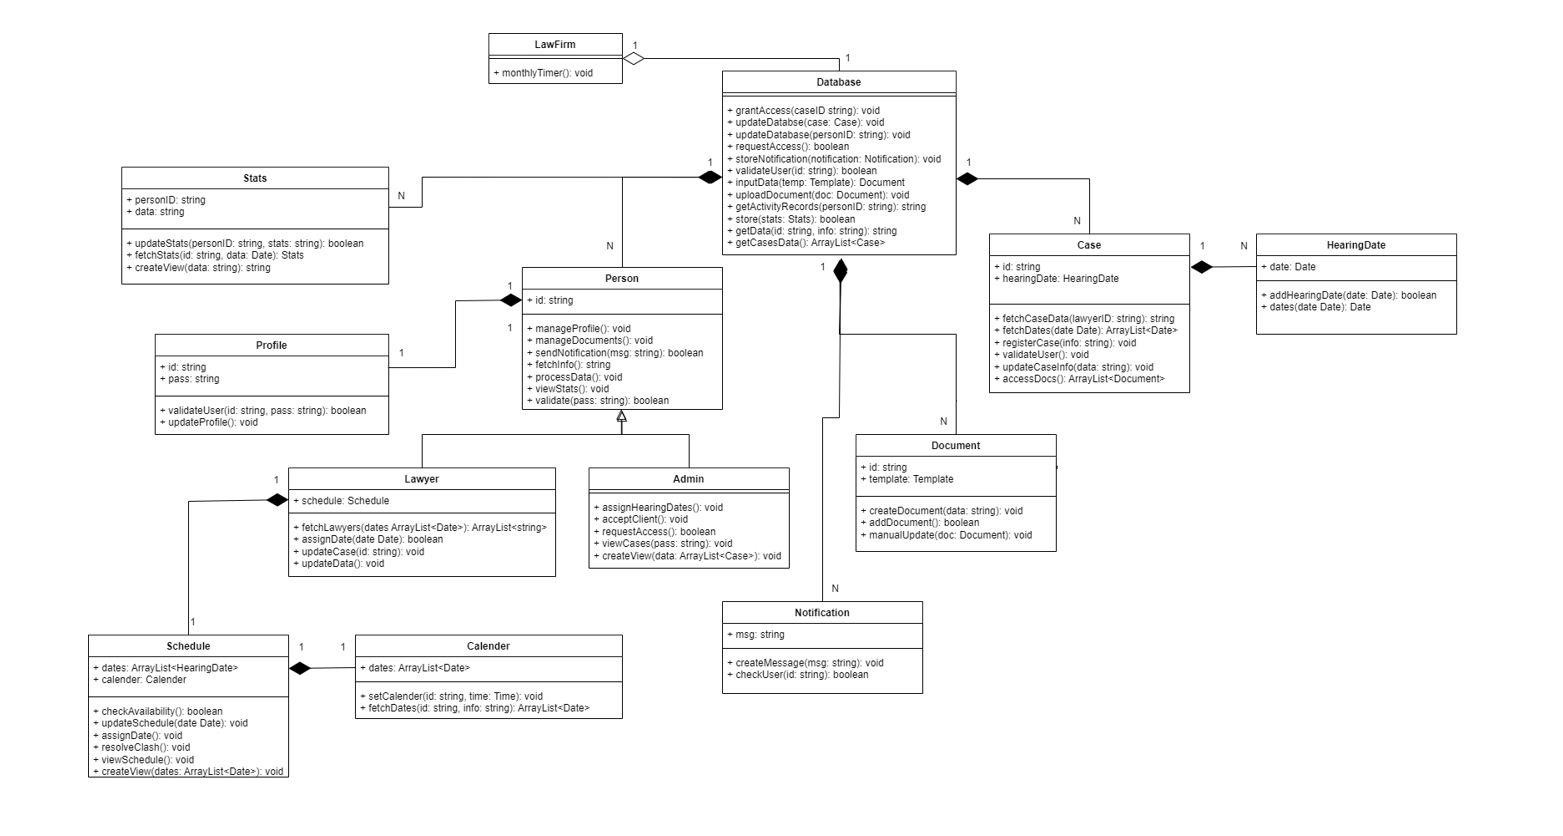 LawFirm
+ monthlyTimer(): void
1
1
Database
+ grantAccess(caseID string): void
+ updateDatabse(case: Case): void
+ updateDatabase(personID: string): void
+ requestAccess(): boolean
+ storeNotification(notification: Notification): void
+ validateUser(id: string): boolean
+ inputData(temp: Template): Document
+ uploadDocument(doc: Document): void
+ getActivityRecords(personID: string): string
+ store(stats: Stats): boolean
+ getData(id: string, info: string): string
+ getCasesData(): ArrayList<Case>
1
1
1
Stats
+ personID: string
+ data: string
+ updateStats(personID: string, stats: string): boolean
+ fetchStats(id: string, data: Date): Stats
+ createView(data: string): string
N
N
N
Case
+ id: string
+ hearingDate: HearingDate
+ fetchCaseData(lawyerID: string): string
+ fetchDates(date Date): ArrayList<Date>
+ registerCase(info: string): void
+ validateUser(): void
+ updateCaseInfo(data: string): void
+ accessDocs(): ArrayList<Document>
1
N
HearingDate
+ date: Date
+ addHearingDate(date: Date): boolean
+ dates(date Date): Date
Person
+ id: string
+ manageProfile(): void
+ manageDocuments(): void
+ sendNotification(msg: string): boolean
+ fetchInfo(): string
+ processData(): void
+ viewStats(): void
+ validate(pass: string): boolean
1
1
1
Profile
+ id: string
+ pass: string
+ validateUser(id: string, pass: string): boolean
+ updateProfile(): void
N
Document
+ id: string
+ template: Template
+ createDocument(data: string): void
+ addDocument(): boolean
+ manualUpdate(doc: Document): void
1
Lawyer
+ schedule: Schedule
+ fetchLawyers(dates ArrayList<Date>): ArrayList<string>
+ assignDate(date Date): boolean
+ updateCase(id: string): void
+ updateData(): void
Admin
+ assignHearingDates(): void
+ acceptClient(): void
+ requestAccess(): boolean
+ viewCases(pass: string): void
+ createView(data: ArrayList<Case>): void
N
Notification
+ msg: string
+ createMessage(msg: string): void
+ checkUser(id: string): boolean
1
Schedule
+ dates: ArrayList<HearingDate>
+ calender: Calender
+ checkAvailability(): boolean
+ updateSchedule(date Date): void
+ assignDate(): void
+ resolveClash(): void
+ viewSchedule(): void
+ createView(dates: ArrayList<Date>): void
1
1
Calender
+ dates: ArrayList<Date>
+ setCalender(id: string, time: Time): void
+ fetchDates(id: string, info: string): ArrayList<Date>